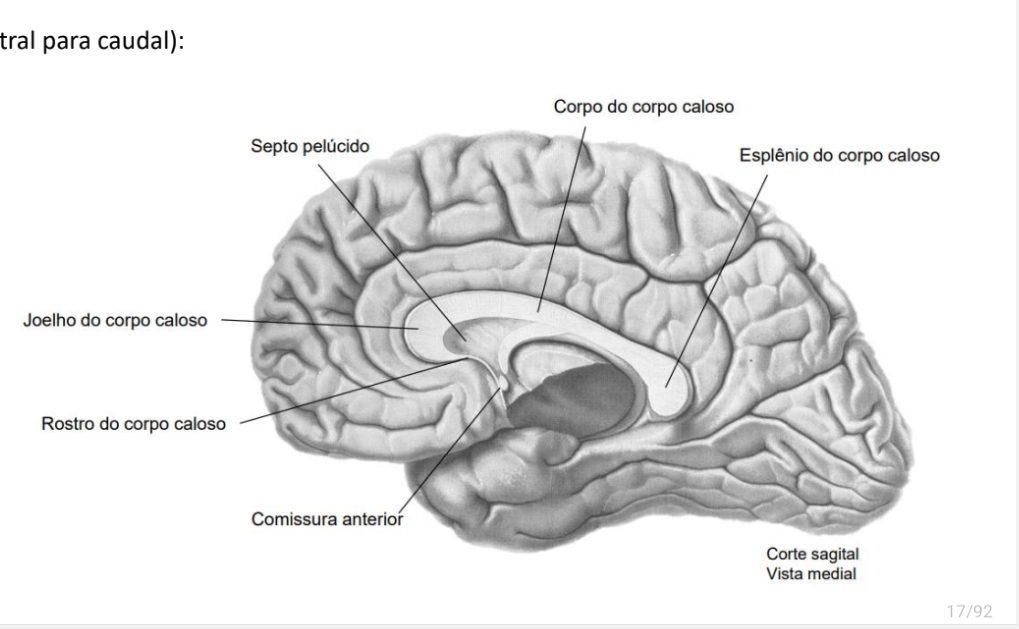 tral para caudal):
Corpo do corpo caloso
Septo pelúcido
Esplênio do corpo caloso
Joelho do corpo caloso
Rostro do corpo caloso
Comissura anterior
Corte sagital
Vista medial
17/92